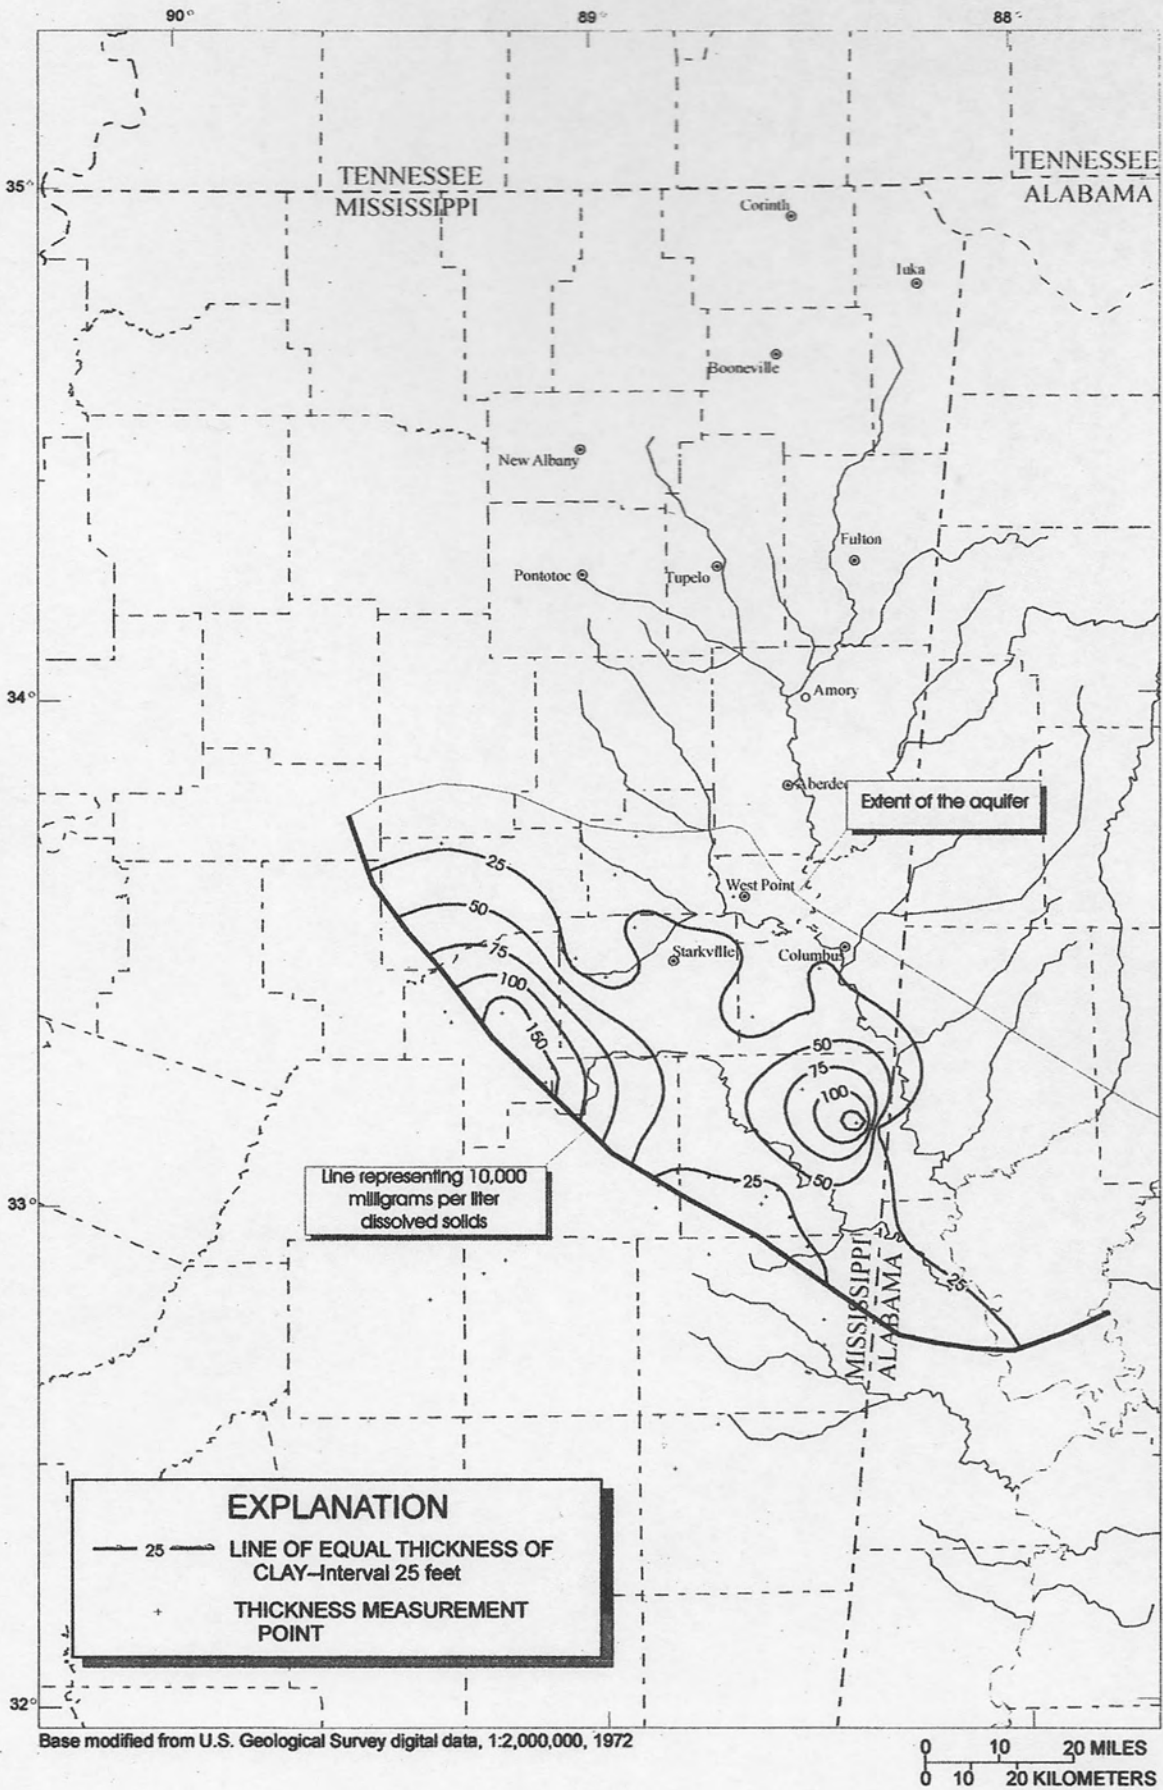 90°
89°
88°
35°
TENNESSEE
MISSISSIPPI
TENNESSEE
ALABAMA
Corinth
Iuka
Booneville
New Albany
Fulton
Pontotoc
Tupelo
34°
Amory
Extent of the aquifer
25
West Point
50
Starkville
Columbus
75
100
150
50
75
100
Line representing 10,000
milligrams per liter
dissolved solids
25
50
33°
MISSISSIPPI
ALABAMA
25
EXPLANATION
25 LINE OF EQUAL THICKNESS OF
CLAY–Interval 25 feet
+ THICKNESS MEASUREMENT
POINT
32°
Base modified from U.S. Geological Survey digital data, 1:2,000,000, 1972
0 10 20 MILES
0 10 20 KILOMETERS